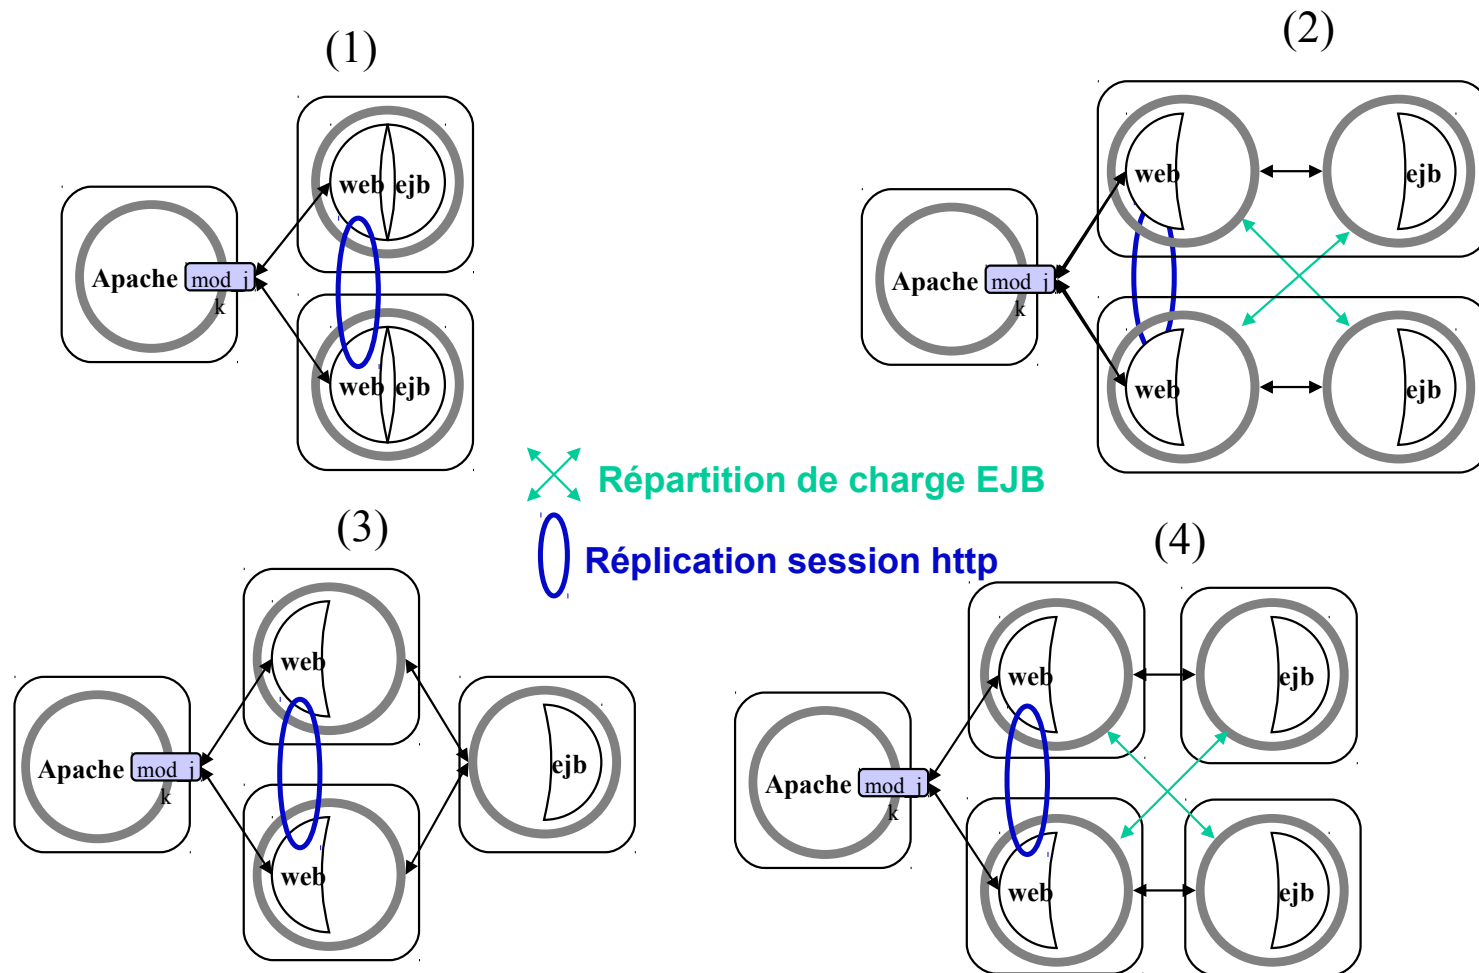 (1)
web ejb
Apache mod_j
k
web ejb
(2)
web ejb
Apache mod_j
k
web ejb
Répartition de charge EJB
Réplication session http
(3)
web
Apache mod_j
k
ejb
web
(4)
web ejb
Apache mod_j
k
web ejb